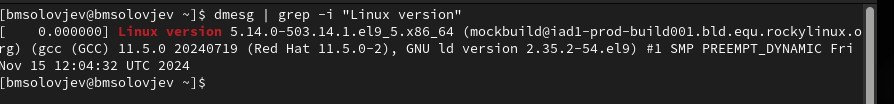 [bmsolovjev@bmsolovjev ~]$ dmesg | grep -i "Linux version"
[    0.000000] Linux version 5.14.0-503.14.1.el9_5.x86_64 (mockbuild@iad1-prod-build001.bld.equ.rockylinux.o
rg) (gcc (GCC) 11.5.0 20240719 (Red Hat 11.5.0-2), GNU ld version 2.35.2-54.el9) #1 SMP PREEMPT_DYNAMIC Fri
Nov 15 12:04:32 UTC 2024
[bmsolovjev@bmsolovjev ~]$